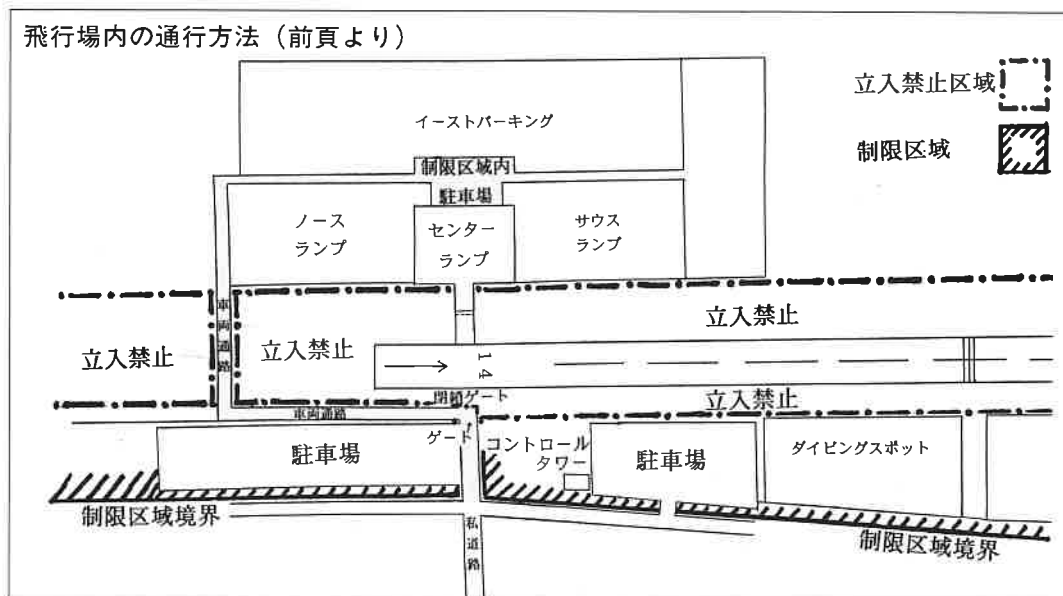 飛行場内の通行方法（前頁より）
立入禁止区域
制限区域
イーストパーキング
制限区域内
駐車場
ノース
ランプ
センター
ランプ
サウス
ランプ
車両通路
立入禁止
立入禁止
立入禁止
14
立入禁止
閉鎖ゲート
車両通路
ゲート
駐車場
コントロール
タワー
駐車場
ダイビングスポット
制限区域境界
私道路
制限区域境界